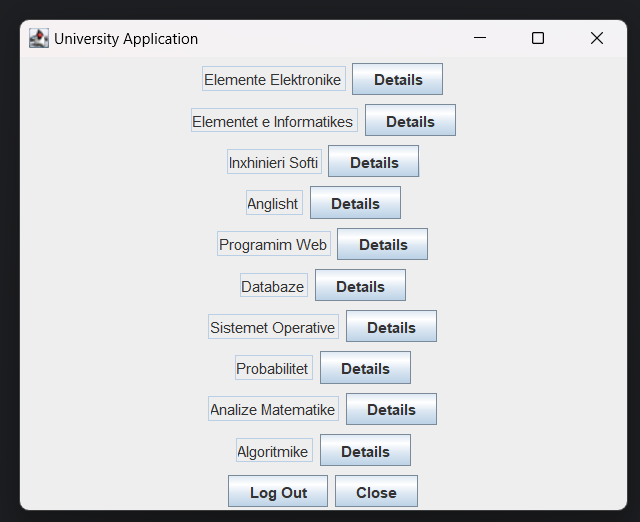 University Application
Elemente Elektronike Details
Elementet e Informatikes Details
Inxhinieri Softi Details
Anglisht Details
Programim Web Details
Databaze Details
Sistemet Operative Details
Probabilitet Details
Analize Matematike Details
Algoritmike Details
Log Out Close